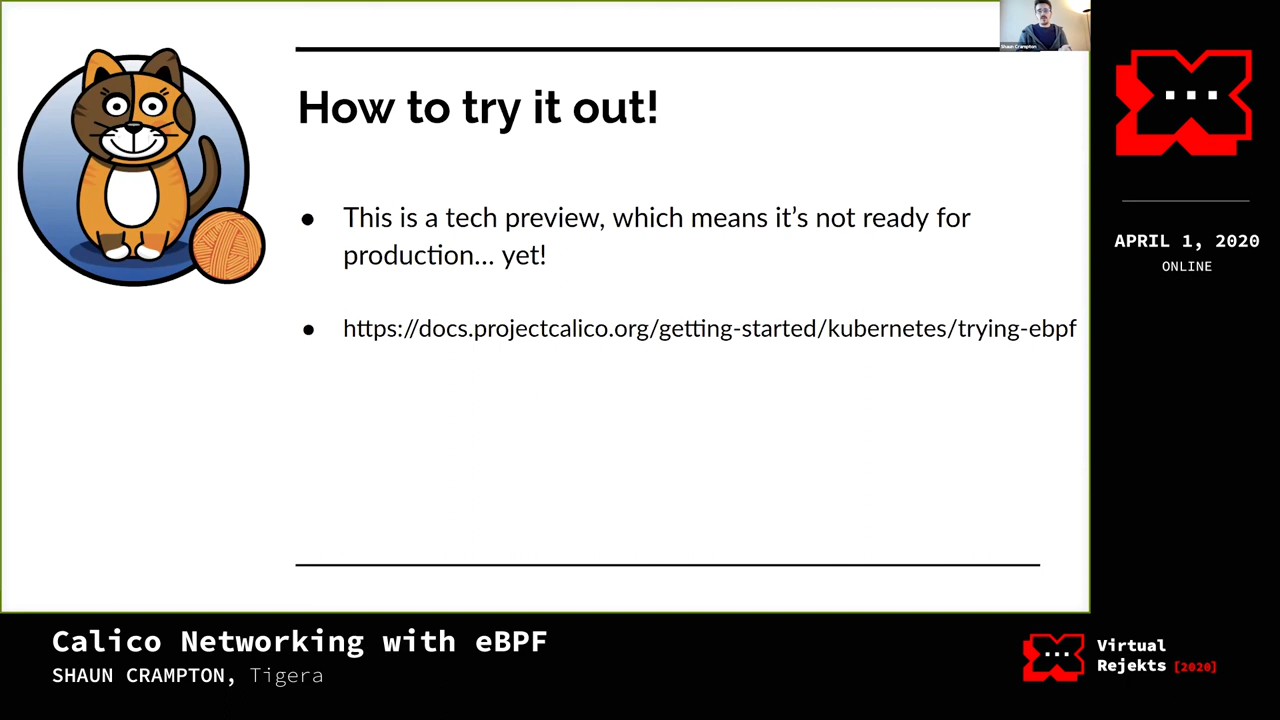 Shaun Crampton
How to try it out!
● This is a tech preview, which means it’s not ready for
production... yet!
● https://docs.projectcalico.org/getting-started/kubernetes/trying-ebpf
APRIL 1, 2020
ONLINE
Calico Networking with eBPF
SHAUN CRAMPTON, Tigera
Virtual
Rejekts [2020]